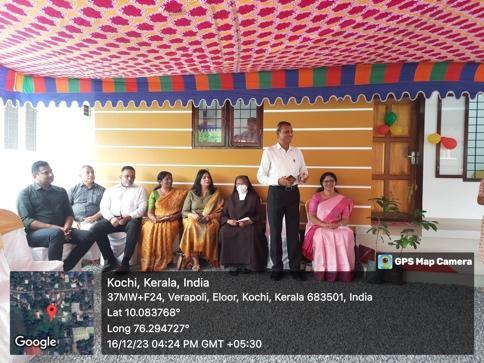 GPS Map Camera
Kochi, Kerala, India
37MW+F24, Verapoli, Eloor, Kochi, Kerala 683501, India
Lat 10.083768°
Long 76.294727°
16/12/23 04:24 PM GMT +05:30
Google